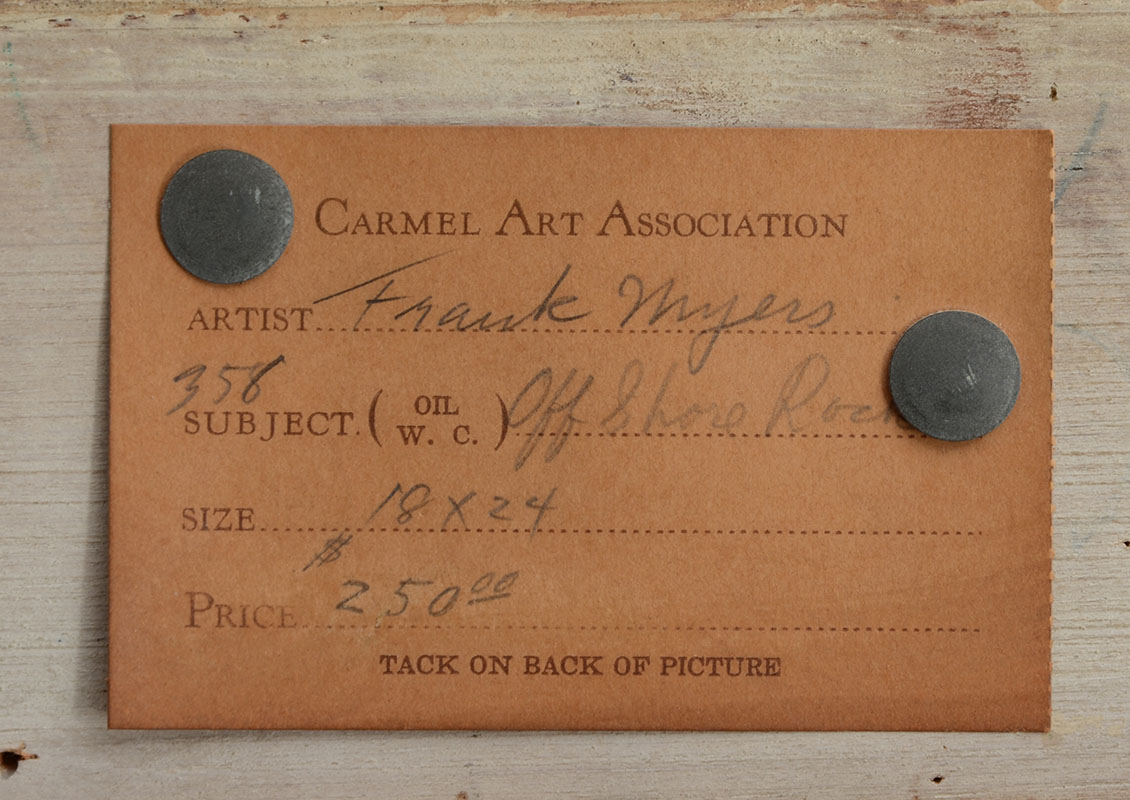 CARMEL ART ASSOCIATION
ARTIST Frank Myers
358
SUBJECT. (OIL W. C.) Off Shore Rock
SIZE 18 x 24
PRICE $250.00
TACK ON BACK OF PICTURE